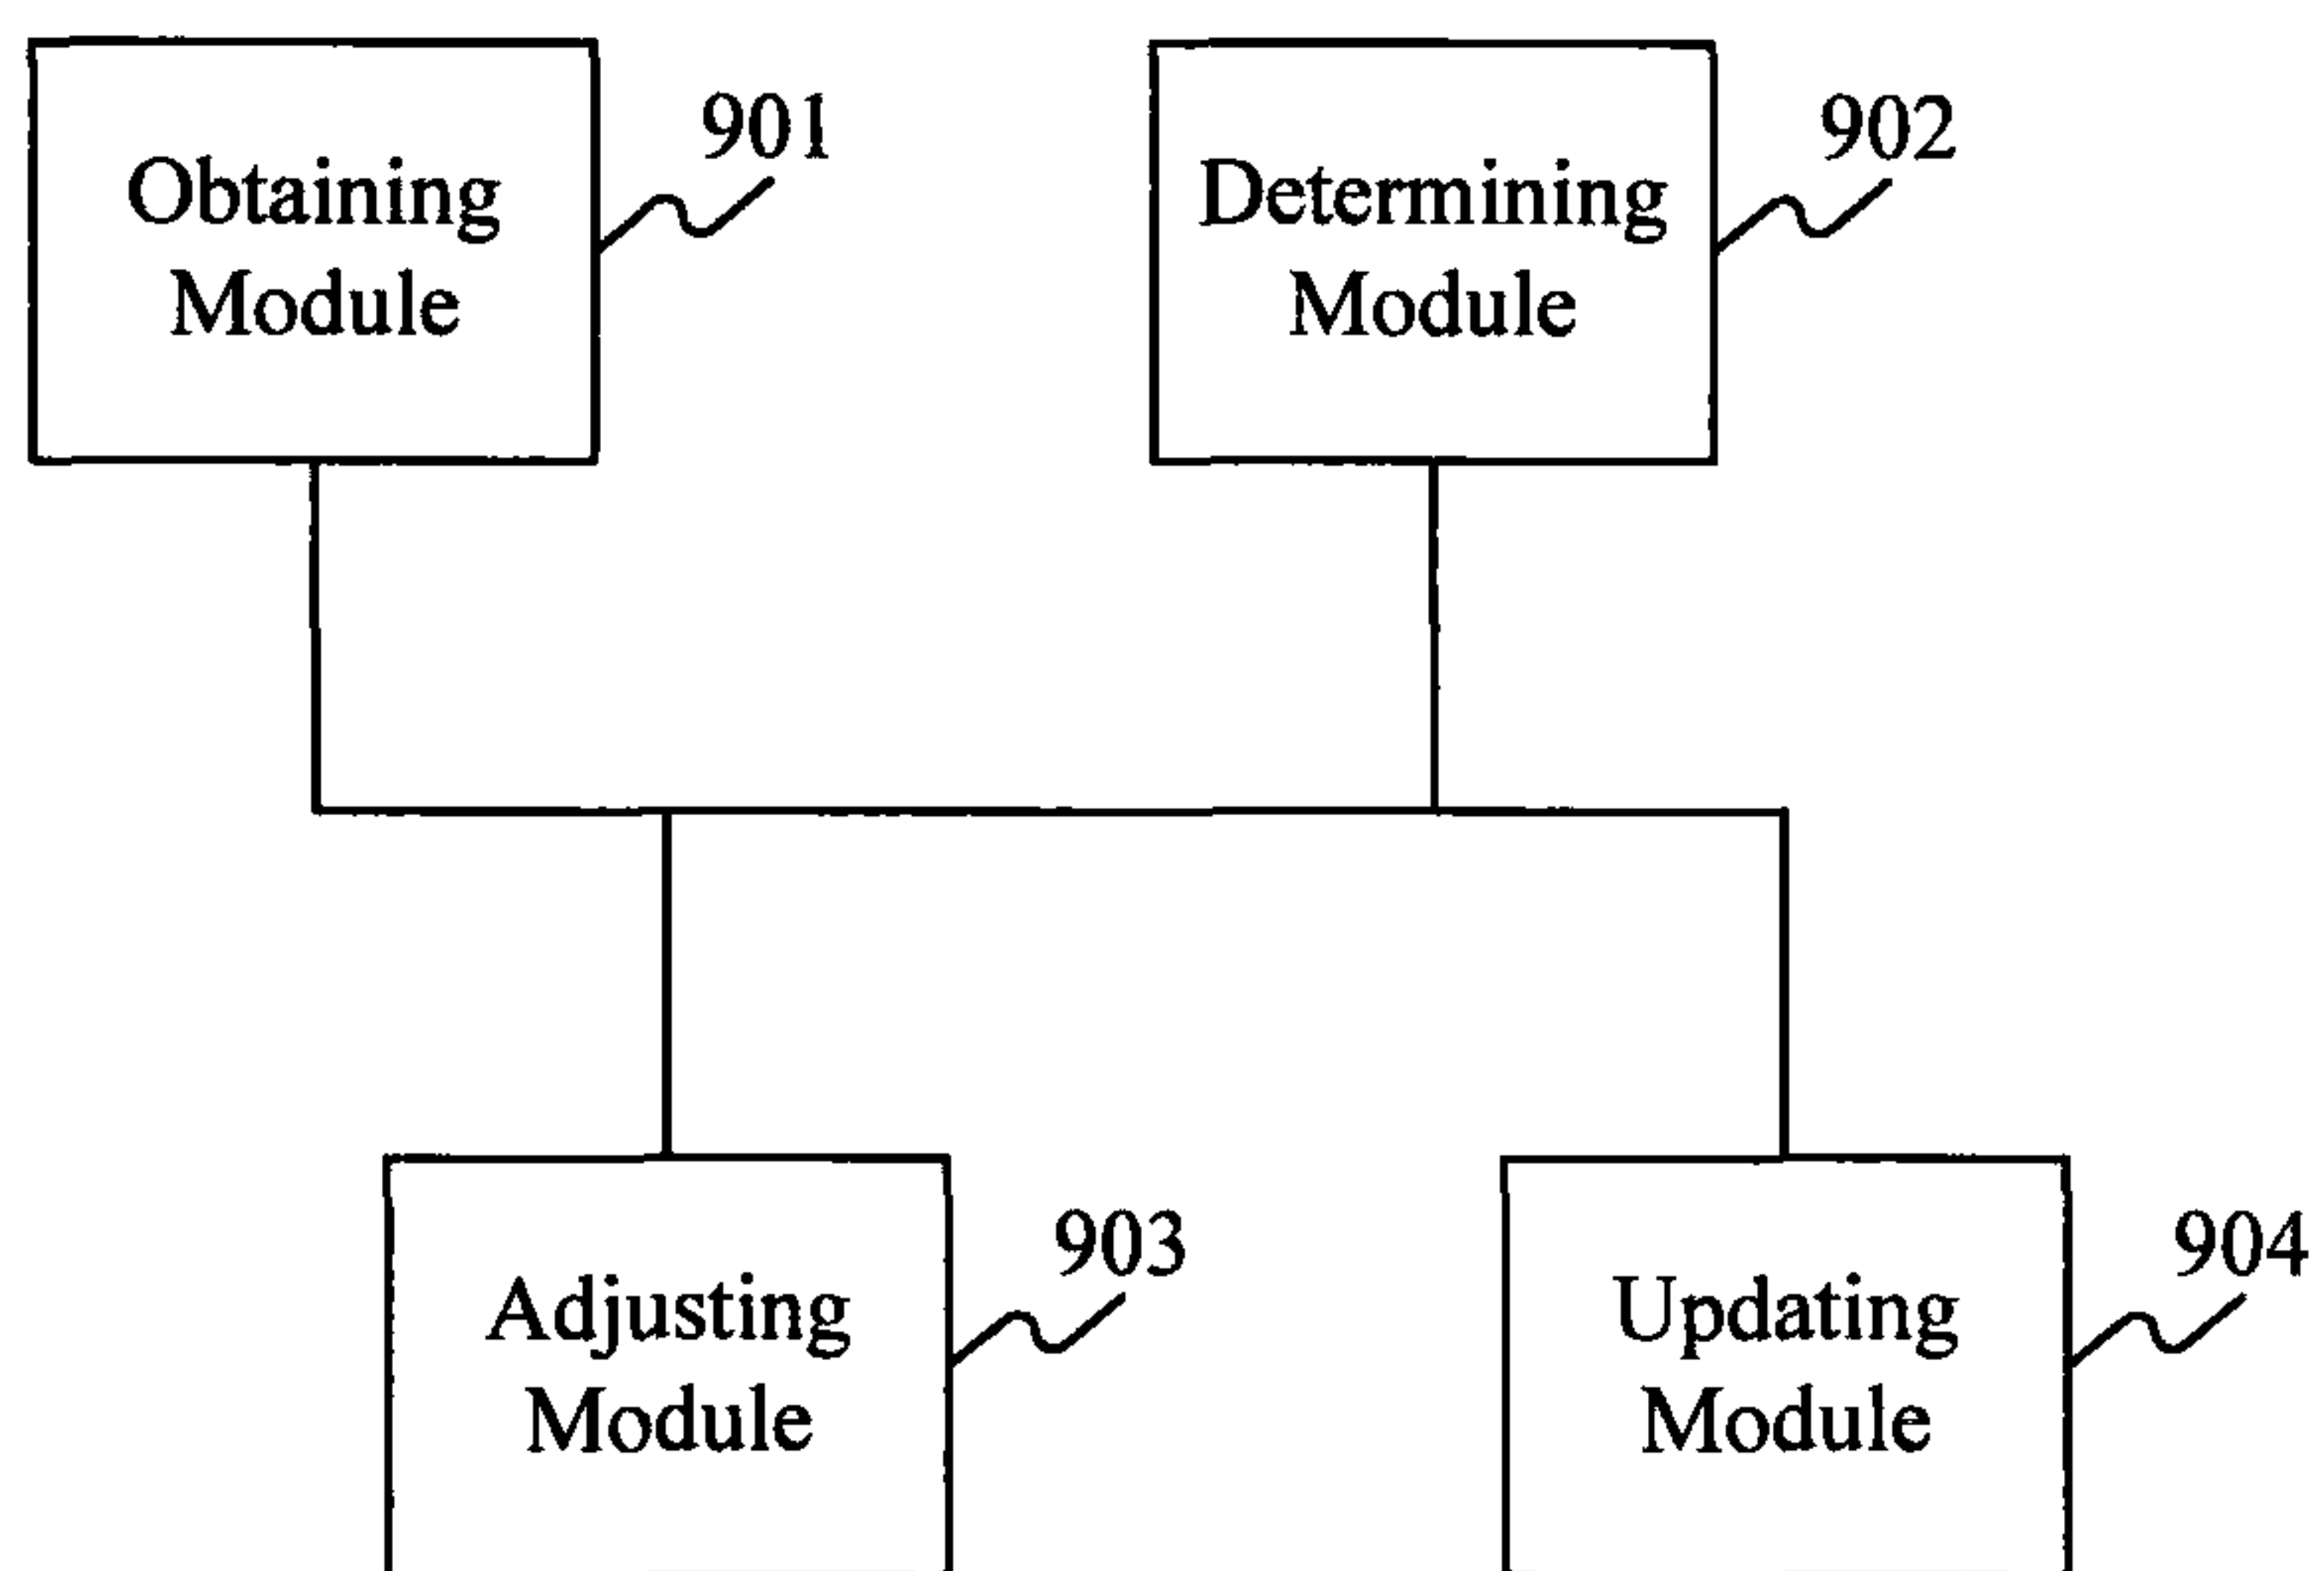 901
Obtaining
Module
902
Determining
Module
903
Adjusting
Module
904
Updating
Module